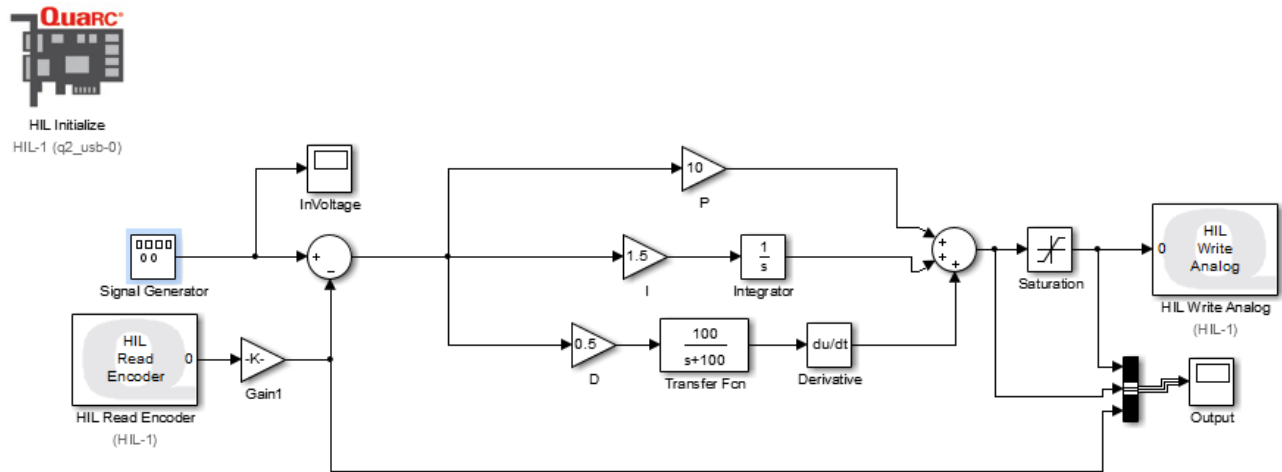 QUARC®
HIL Initialize
HIL-1 (q2_usb-0)
InVoltage
10
P
Signal Generator
+
−
1.5
I
1
s
Integrator
+
+
+
Saturation
0
HIL
Write
Analog
HIL Write Analog
(HIL-1)
HIL
Read
Encoder
0
HIL Read Encoder
(HIL-1)
-K-
Gain1
0.5
D
100
s+100
Transfer Fcn
du/dt
Derivative
Output